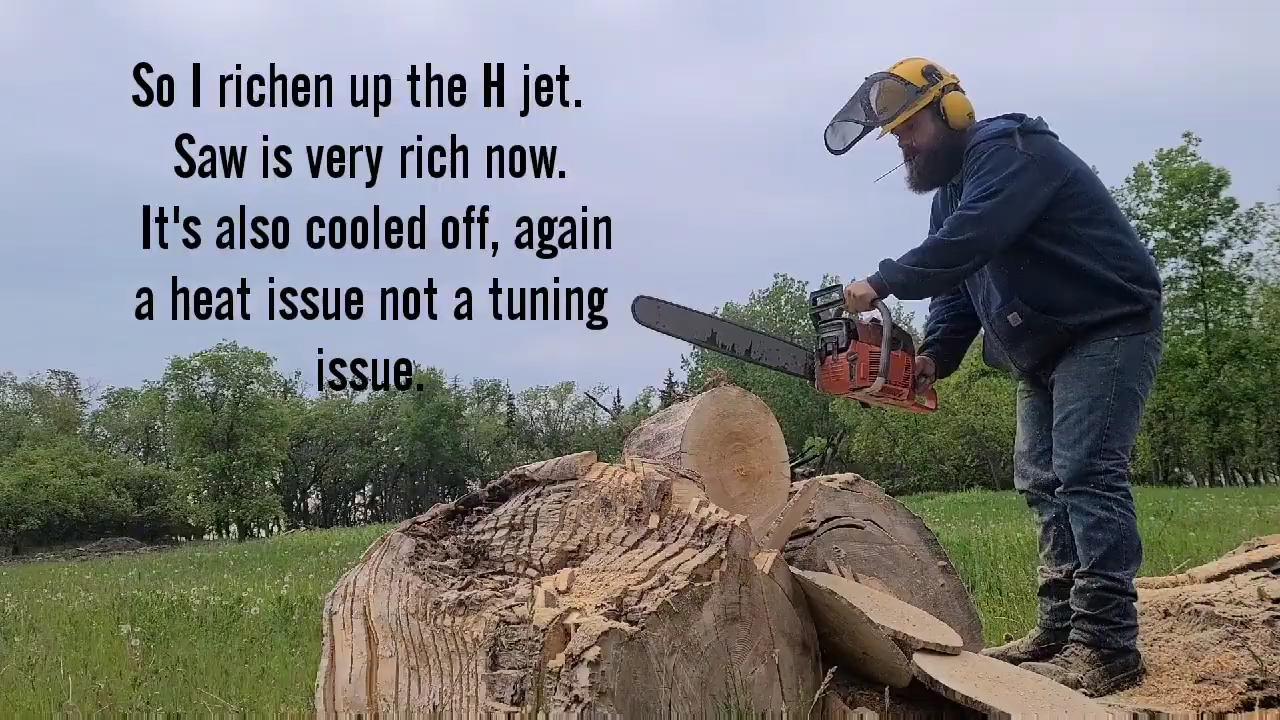 So I richen up the H jet.
Saw is very rich now.
It's also cooled off, again
a heat issue not a tuning
issue.